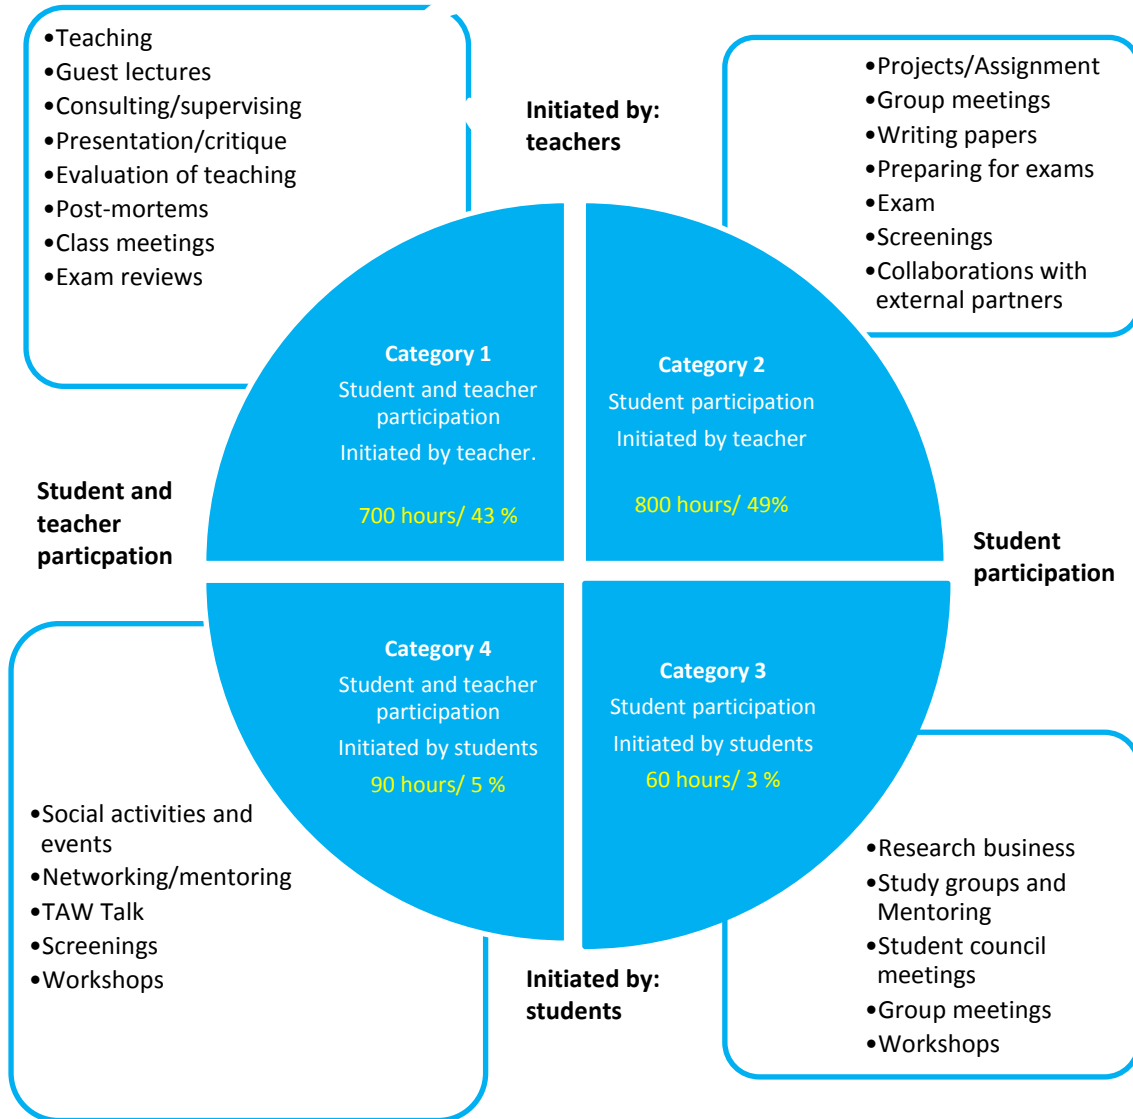 •Teaching
•Guest lectures
•Consulting/supervising
•Presentation/critique
•Evaluation of teaching
•Post-mortems
•Class meetings
•Exam reviews
Initiated by:
teachers
•Projects/Assignment
•Group meetings
•Writing papers
•Preparing for exams
•Exam
•Screenings
•Collaborations with
external partners
Category 1
Student and teacher
participation
Initiated by teacher.
700 hours/ 43 %
Category 2
Student participation
Initiated by teacher
800 hours/ 49%
Student and
teacher
particpation
Student
participation
Category 4
Student and teacher
participation
Initiated by students
90 hours/ 5 %
Category 3
Student participation
Initiated by students
60 hours/ 3 %
•Social activities and
events
•Networking/mentoring
•TAW Talk
•Screenings
•Workshops
Initiated by:
students
•Research business
•Study groups and
Mentoring
•Student council
meetings
•Group meetings
•Workshops